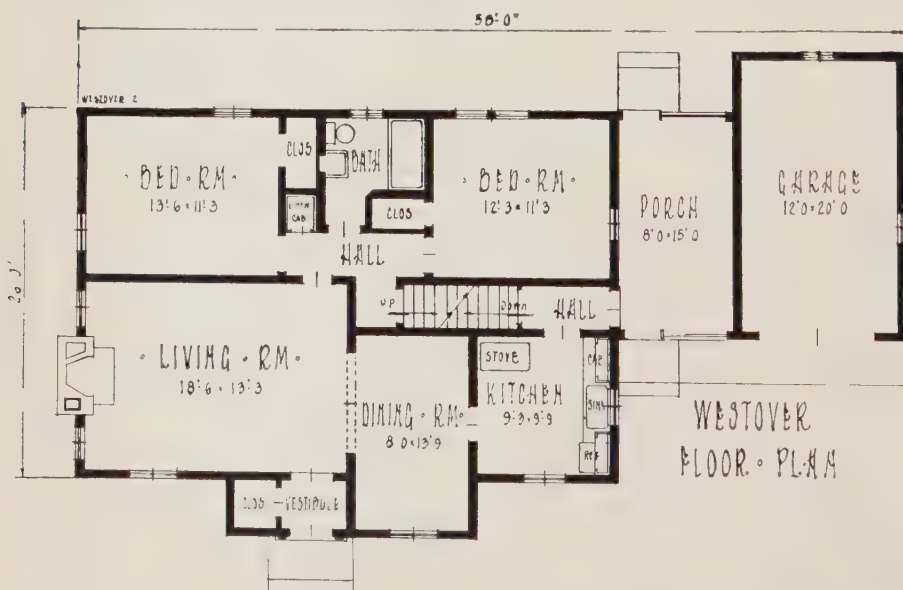 58'-0"
WESTOVER 2
BED·RM·
13'-6 × 11'-3
CLOS
BATH
BED·RM·
12'-3 × 11'-3
LINEN
CAB
CLOS
PORCH
8'-0 × 15'-0
GARAGE
12'-0 × 20'-0
HALL
UP
DOWN
HALL
LIVING·RM·
18'-6 × 13'-3
STOVE
CAB
KITCHEN
9'-3 × 9'-9
SINK
REF
DINING·RM·
8'-0 × 13'-9
CLOS
VESTIBULE
WESTOVER
FLOOR·PLAN